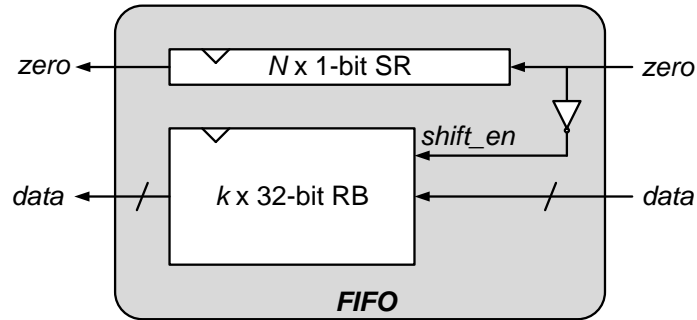 zero
N x 1-bit SR
zero
shift_en
data
k x 32-bit RB
data
FIFO